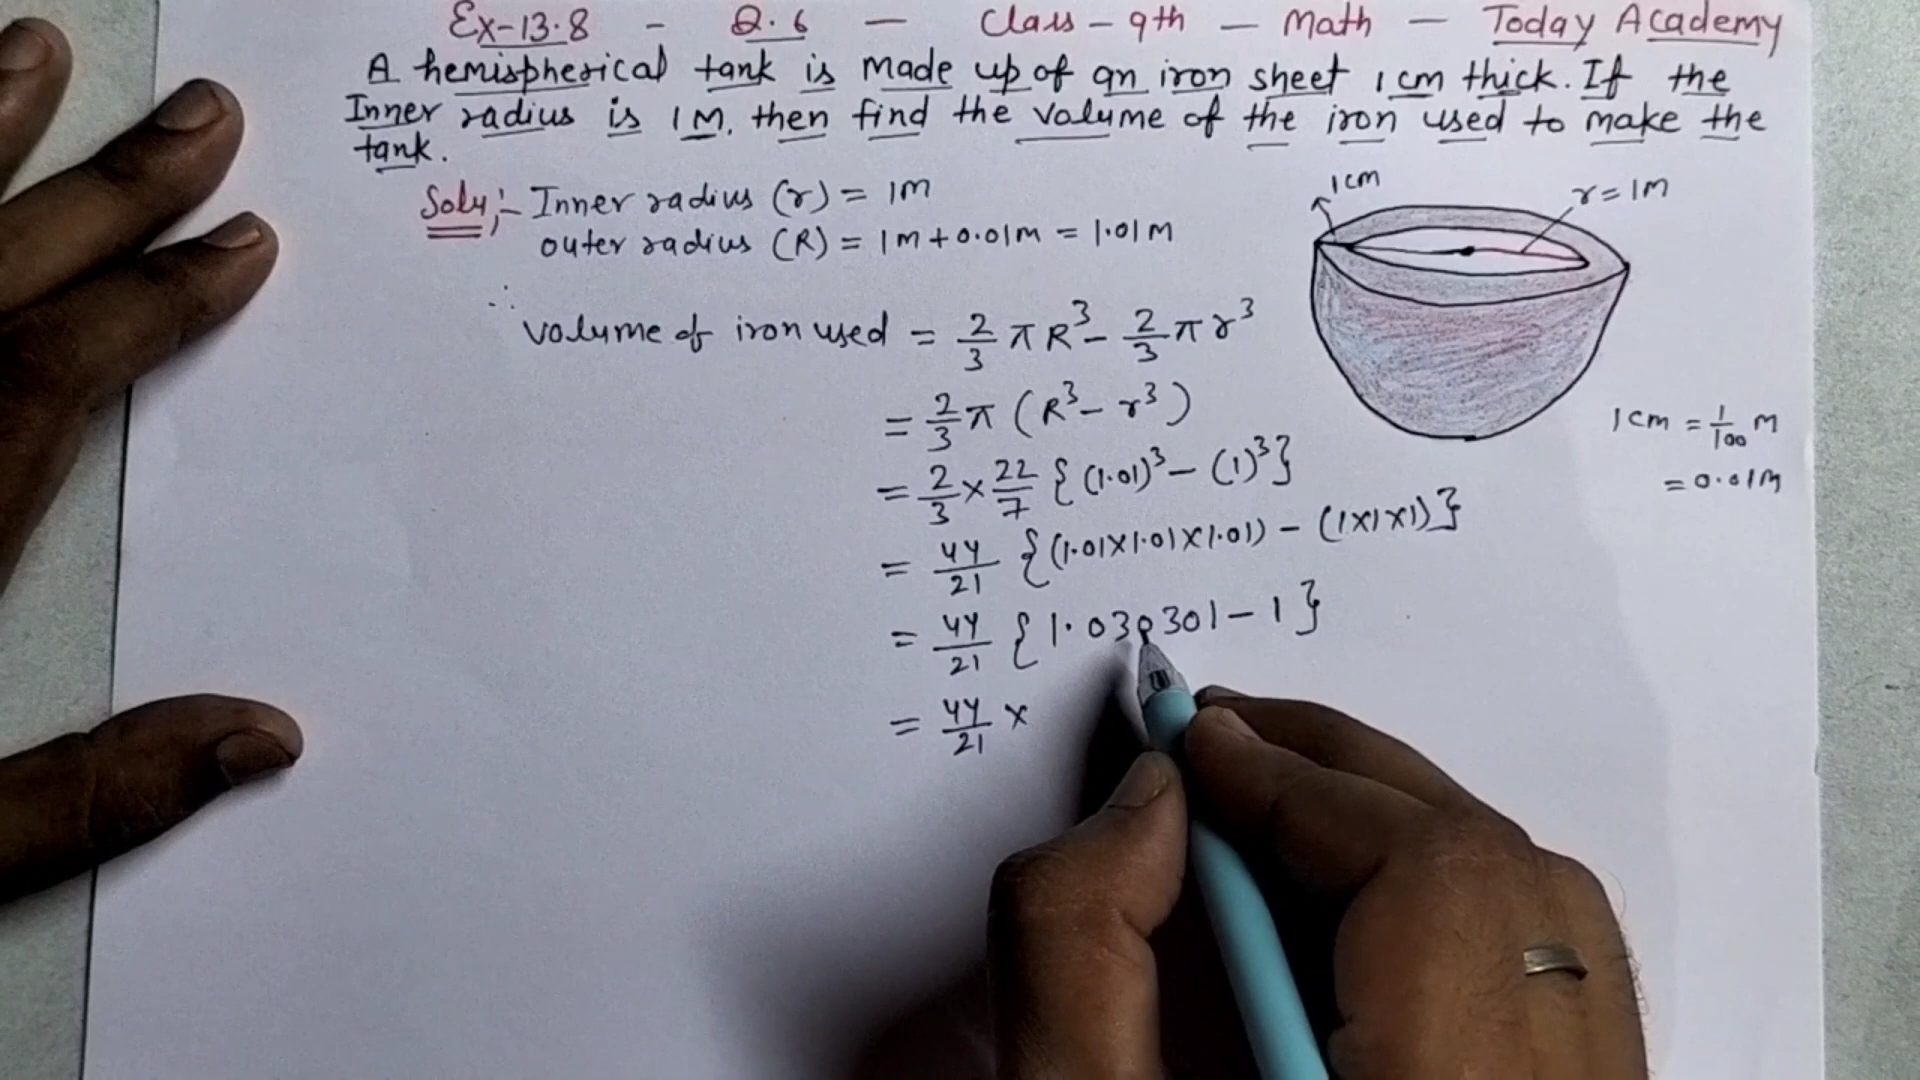 Ex-13.8 - Q.6 - Class - 9th - Math - Today Academy
A hemispherical tank is made up of an iron sheet 1 cm thick. If the
Inner radius is 1M, then find the volume of the iron used to make the
tank.
Soln:- Inner radius (r) = 1M
outer radius (R) = 1M + 0.01M = 1.01M
∴
volume of iron used = 2/3 π R³ - 2/3 π r³
= 2/3 π (R³ - r³)
= 2/3 × 22/7 {(1.01)³ - (1)³}
= 44/21 {(1.01×1.01×1.01) - (1×1×1)}
= 44/21 {1.030301 - 1}
= 44/21 ×
1cm
r = 1M
1cm = 1/100 M
= 0.01M